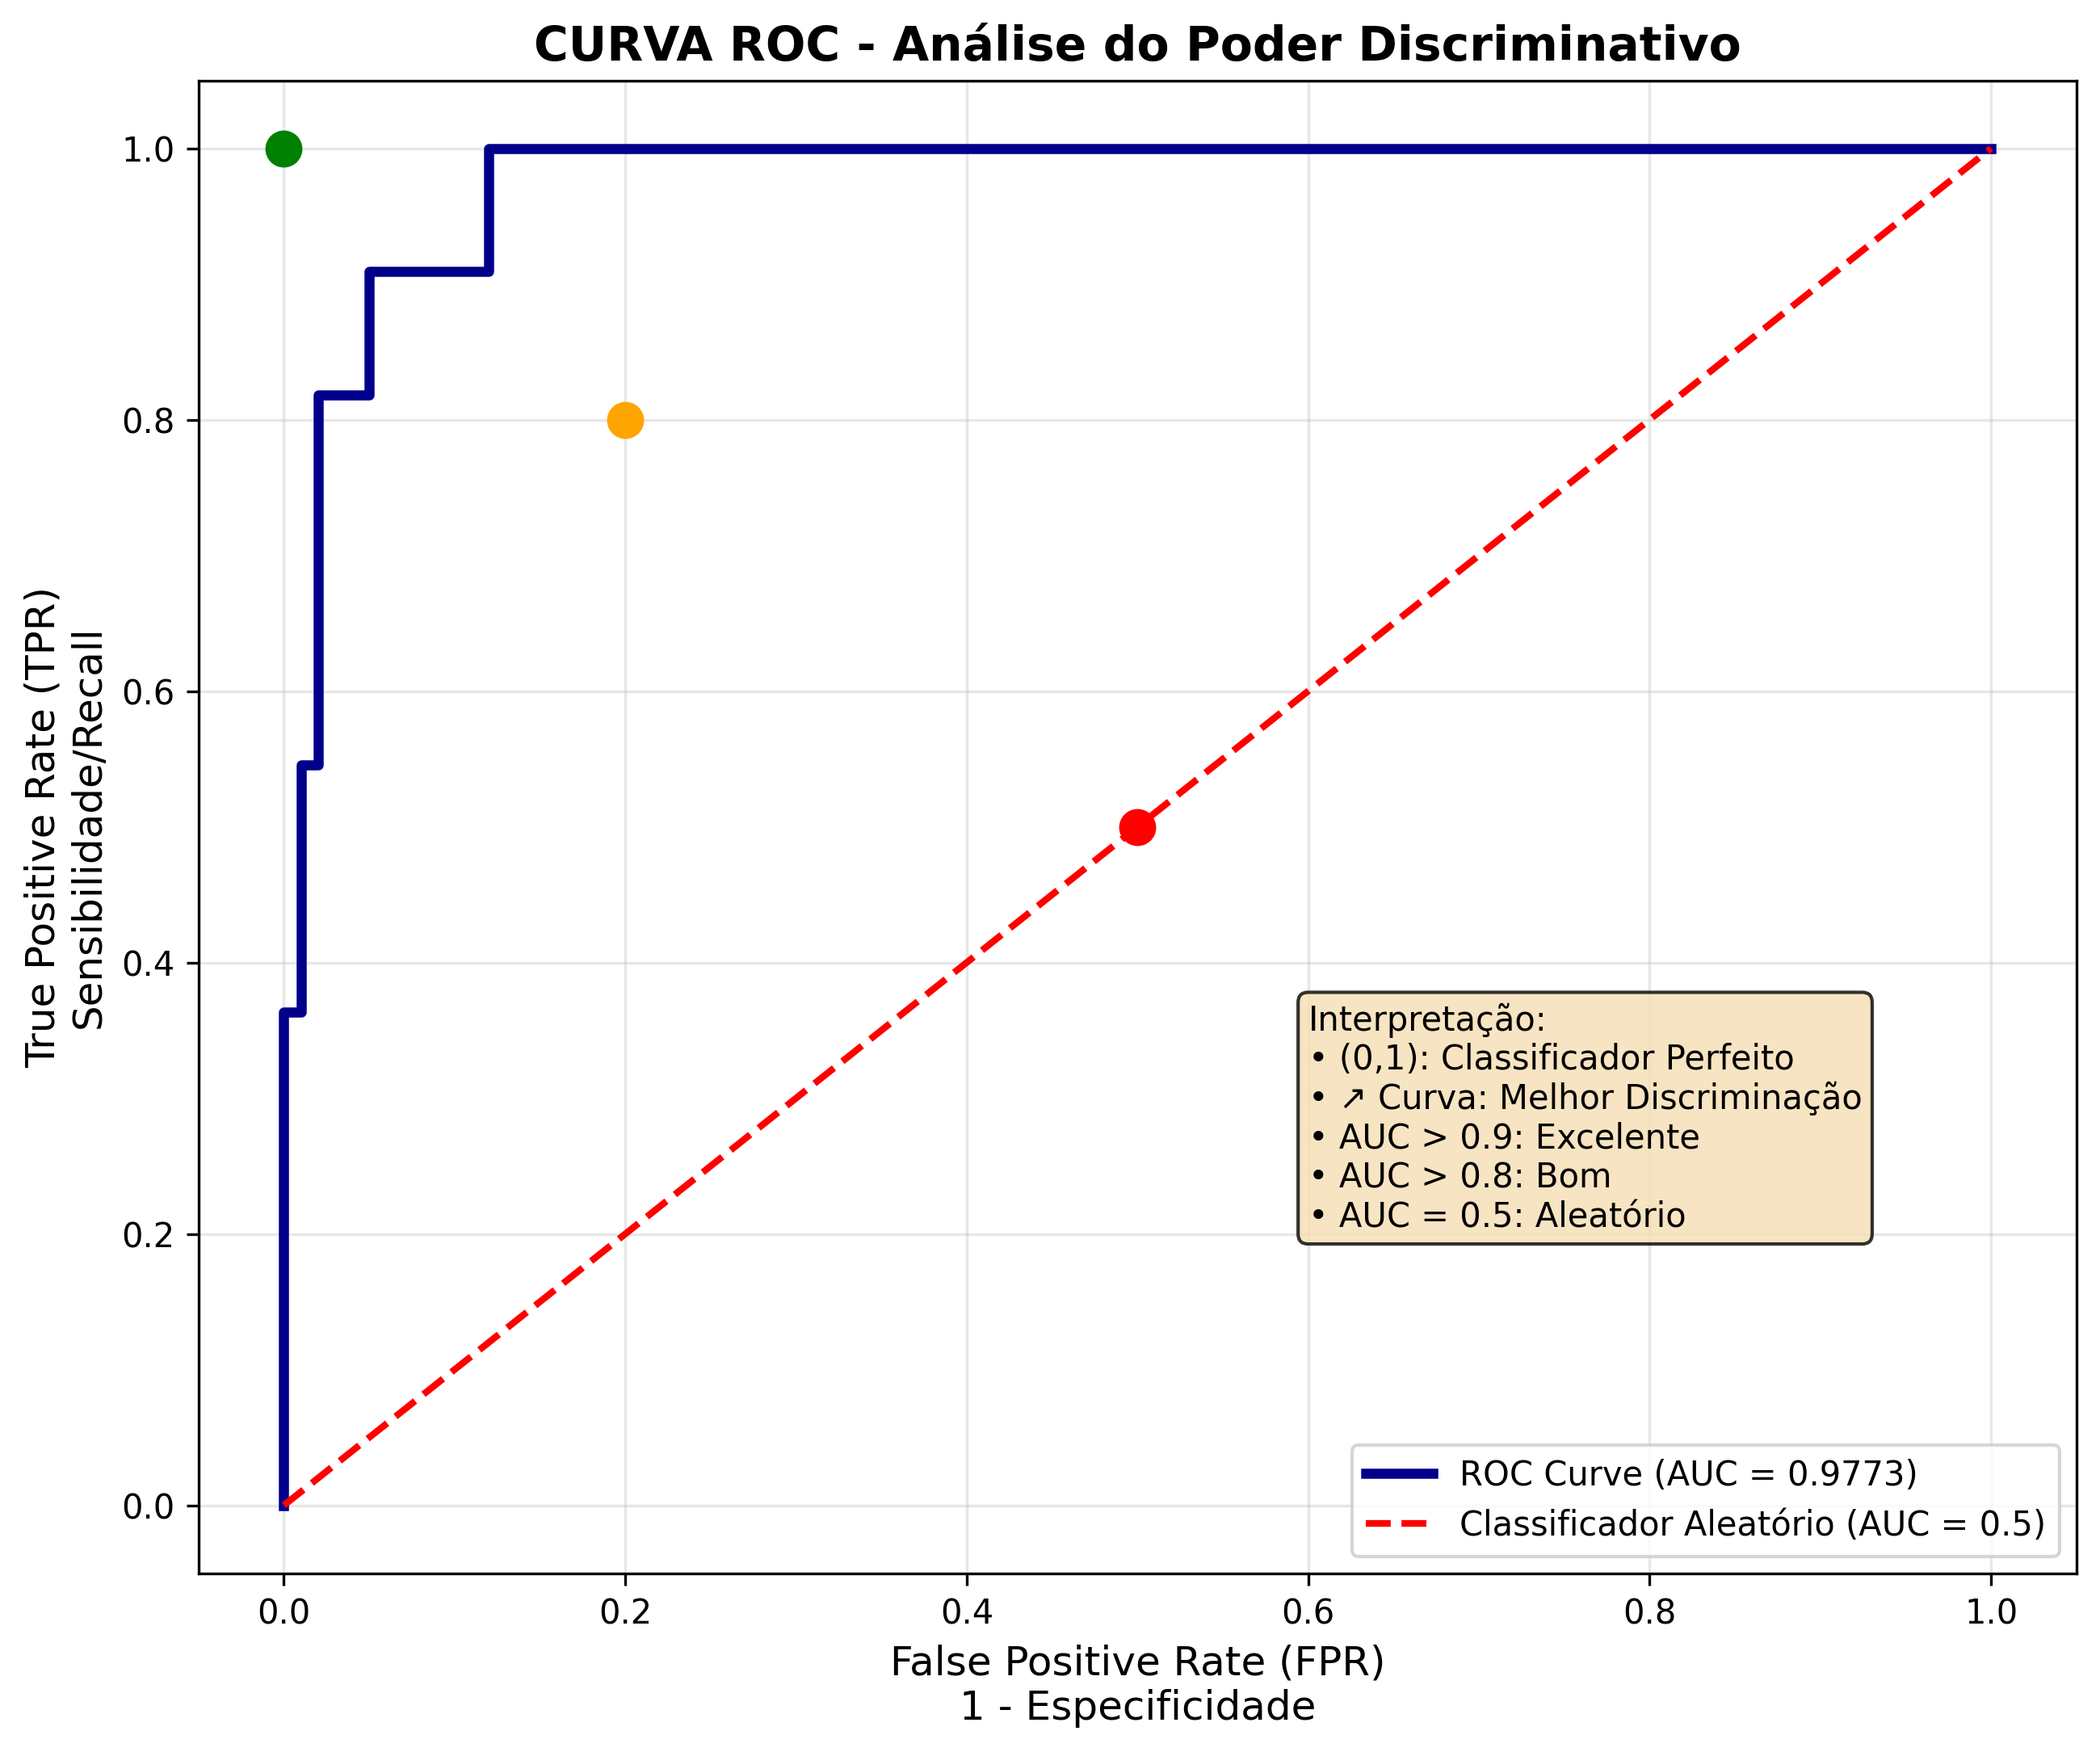 CURVA ROC - Análise do Poder Discriminativo
True Positive Rate (TPR)
Sensibilidade/Recall
1.0
0.8
0.6
0.4
0.2
0.0
Interpretação:
• (0,1): Classificador Perfeito
• ↗ Curva: Melhor Discriminação
• AUC > 0.9: Excelente
• AUC > 0.8: Bom
• AUC = 0.5: Aleatório
ROC Curve (AUC = 0.9773)
Classificador Aleatório (AUC = 0.5)
0.0 0.2 0.4 0.6 0.8 1.0
False Positive Rate (FPR)
1 - Especificidade